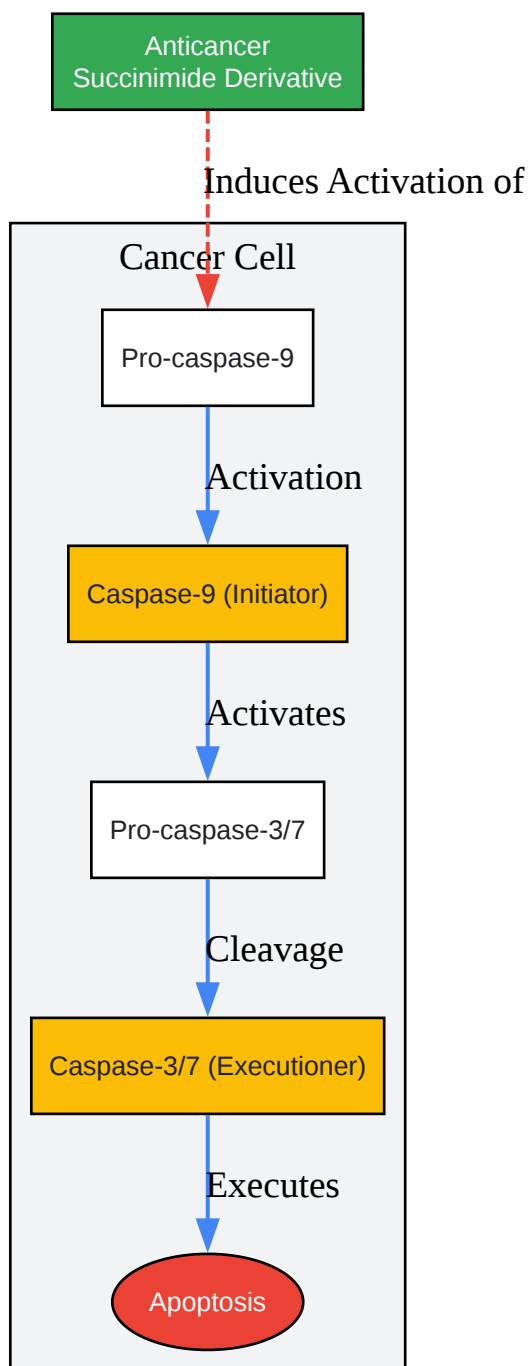 Anticancer
Succinimide Derivative
Induces Activation of
Cancer Cell
Pro-caspase-9
Activation
Caspase-9 (Initiator)
Activates
Pro-caspase-3/7
Cleavage
Caspase-3/7 (Executioner)
Executes
Apoptosis